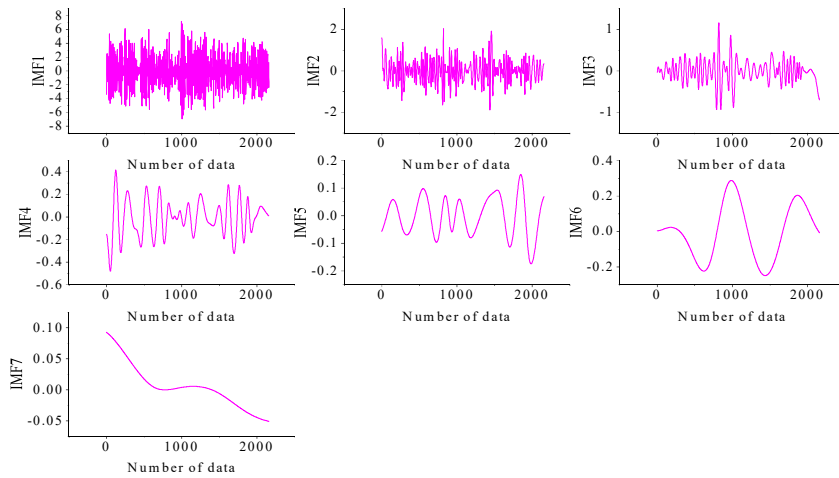 IMF1
8
6
4
2
0
-2
-4
-6
-8
0 1000 2000
Number of data
IMF2
2
0
-2
0 1000 2000
Number of data
IMF3
1
0
-1
0 1000 2000
Number of data
IMF4
0.4
0.2
0.0
-0.2
-0.4
-0.6
0 1000 2000
Number of data
IMF5
0.2
0.1
0.0
-0.1
-0.2
0 1000 2000
Number of data
IMF6
0.4
0.2
0.0
-0.2
0 1000 2000
Number of data
IMF7
0.10
0.05
0.00
-0.05
0 1000 2000
Number of data